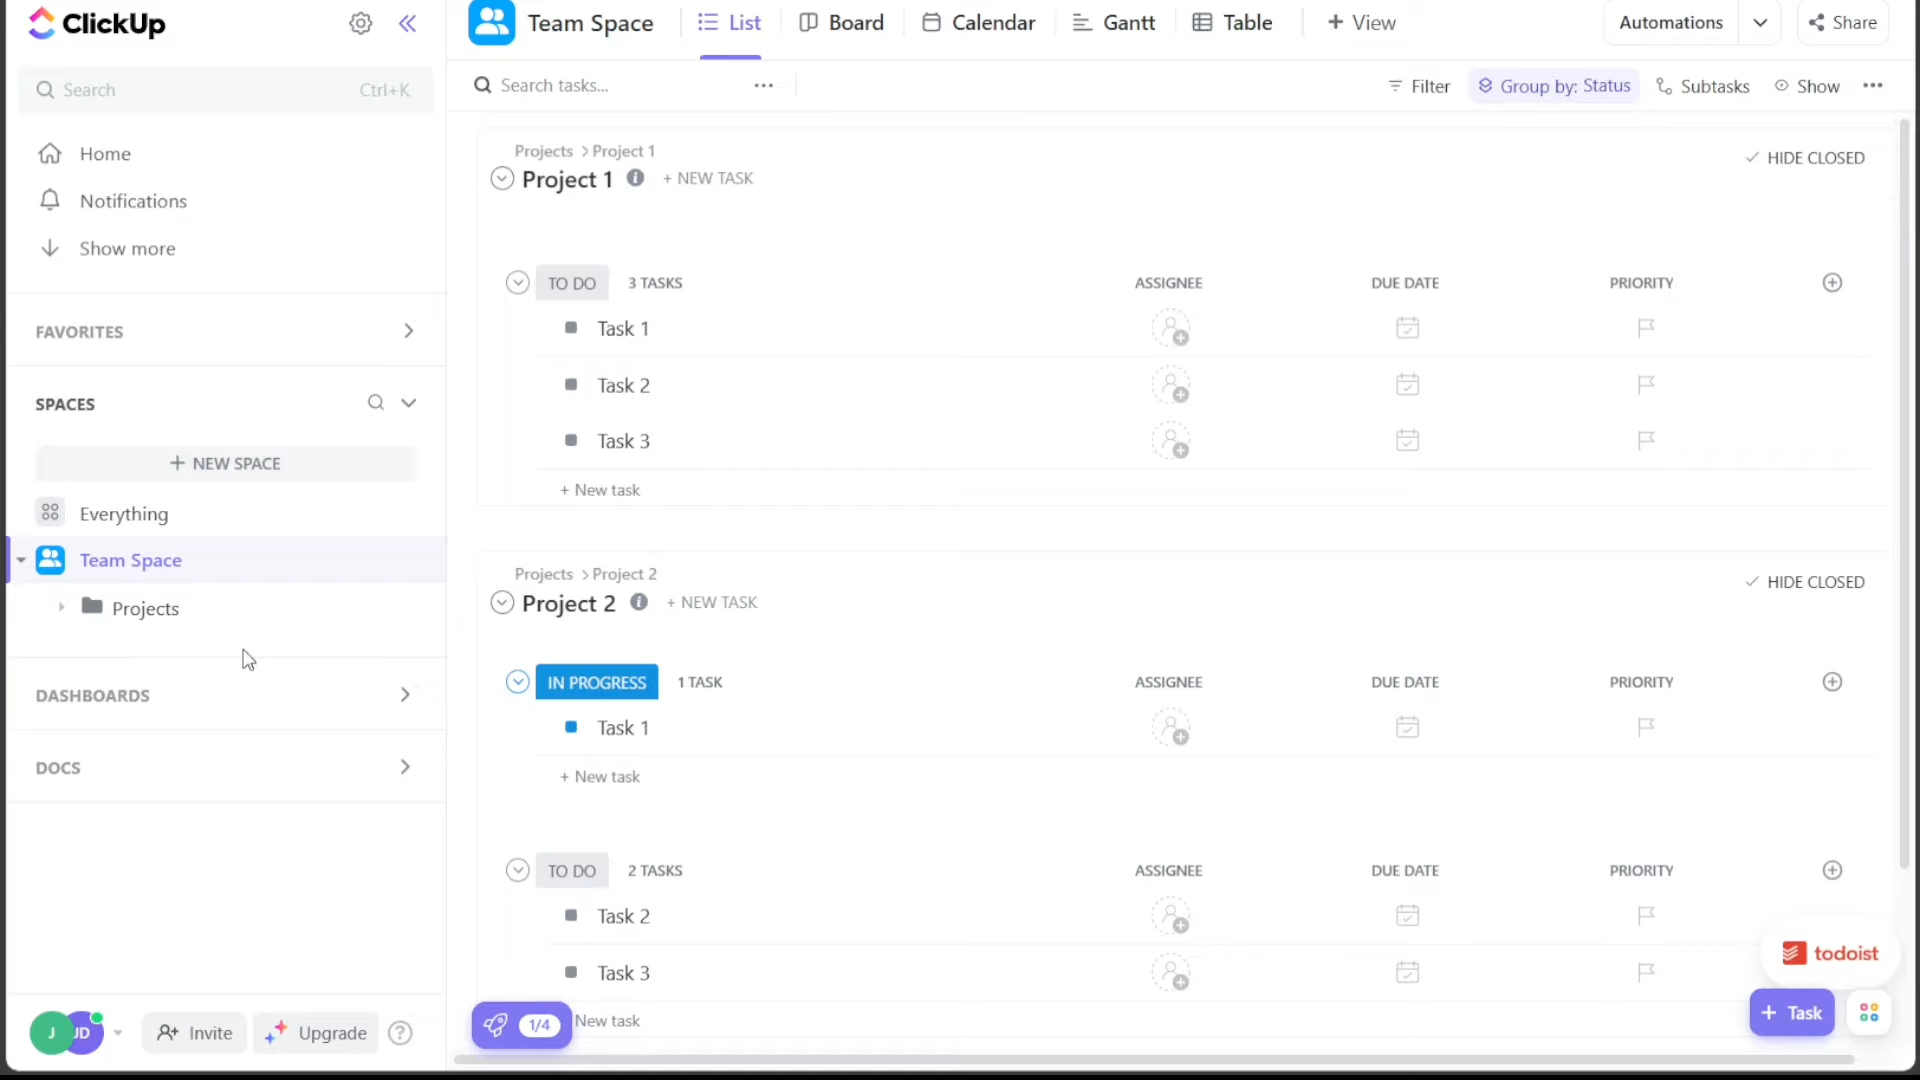 ClickUp
Search Ctrl+K
Home
Notifications
Show more
FAVORITES
SPACES
+ NEW SPACE
Everything
Team Space
Projects
DASHBOARDS
DOCS
J JD Invite Upgrade ?
Team Space List Board Calendar Gantt Table + View Automations Share
Search tasks... Filter Group by: Status Subtasks Show
Projects > Project 1
Project 1 + NEW TASK HIDE CLOSED
TO DO 3 TASKS ASSIGNEE DUE DATE PRIORITY
Task 1
Task 2
Task 3
+ New task
Projects > Project 2
Project 2 + NEW TASK HIDE CLOSED
IN PROGRESS 1 TASK ASSIGNEE DUE DATE PRIORITY
Task 1
+ New task
TO DO 2 TASKS ASSIGNEE DUE DATE PRIORITY
Task 2
Task 3
New task
1/4
todoist
+ Task